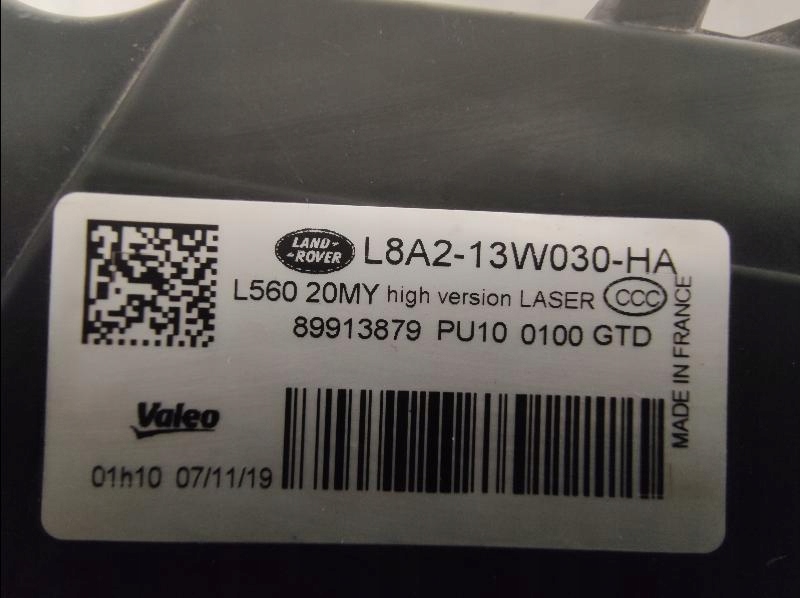 LAND-
-ROVER
L8A2-13W030-HA
L560 20MY high version LASER CCC
89913879 PU10 0100 GTD
MADE IN FRANCE
Valeo
01h10 07/11/19